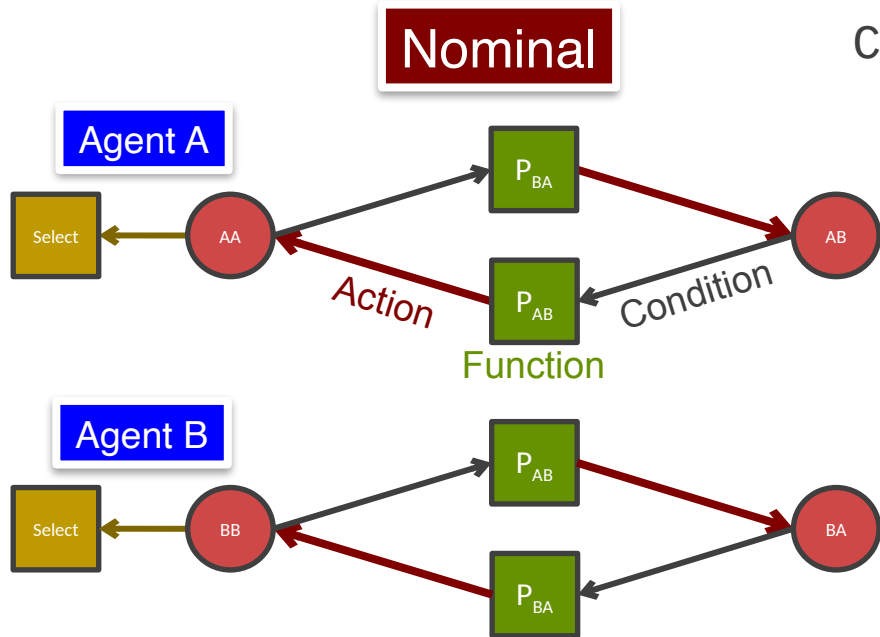 Nominal
C
Agent A
P_BA
Select
AA
AB
Action
P_AB
Condition
Function
Agent B
P_AB
Select
BB
BA
P_BA